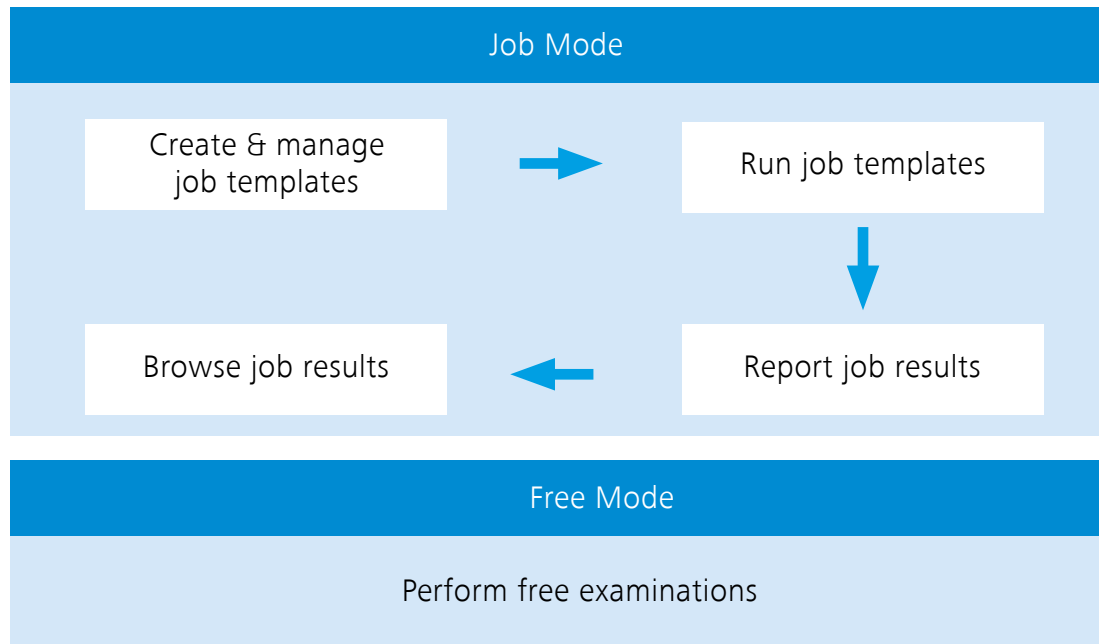 Job Mode
Create & manage
job templates
Run job templates
Browse job results
Report job results
Free Mode
Perform free examinations